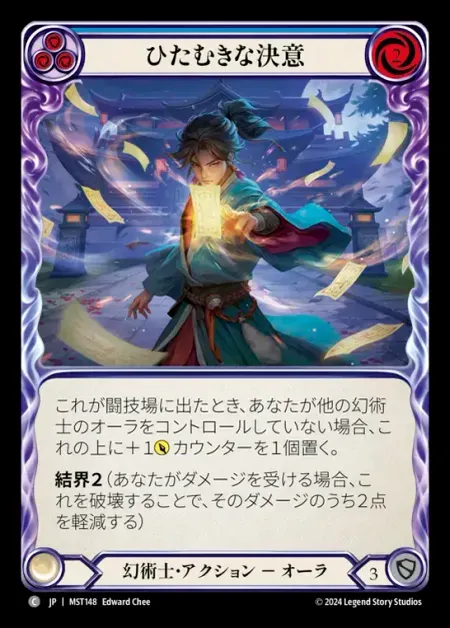 ひたむきな決意
2
これが闘技場に出たとき、あなたが他の幻術
士のオーラをコントロールしていない場合、こ
れの上に+1カウンターを1個置く。
結界2(あなたがダメージを受ける場合、こ
れを破壊することで、そのダメージのうち2点
を軽減する)
幻術士・アクション － オーラ
3
C JP | MST148 Edward Chee
© 2024 Legend Story Studios